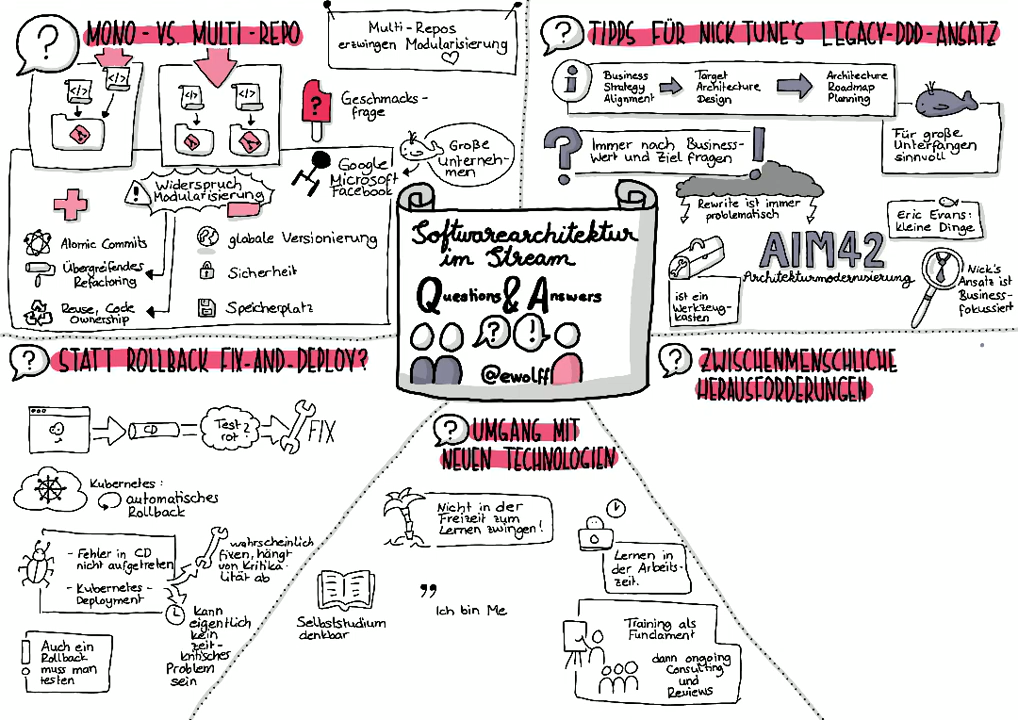 ?
MONO- VS. MULTI-REPO
</>
</>
</>
</>
Multi-Repos
erzwingen Modularisierung
?
Geschmacks-
frage
Google
Microsoft
Facebook
Große
Unterneh-
men
!
Widerspruch
Modularisierung
Atomic Commits
Übergreifendes
Refactoring
Reuse, Code
Ownership
globale Versionierung
Sicherheit
Speicherplatz
?
TIPPS FÜR NICK TUNE'S LEGACY-DDD-ANSATZ
i
Business
Strategy
Alignment
Target
Architecture
Design
Architecture
Roadmap
Planning
Für große
Unterfangen
sinnvoll
?
Immer nach Business-
Wert und Ziel fragen
!
Rewrite ist immer
problematisch
Eric Evans:
kleine Dinge
AIM42
Architekturmodernisierung
ist ein
Werkzeug-
kasten
Nick's
Ansatz ist
Business-
fokussiert
Softwarearchitektur
im Stream
Questions & Answers
?
!
@ewolff
?
STATT ROLLBACK FIX-AND-DEPLOY?
CD
Test
rot?
FIX
Kubernetes:
automatisches
Rollback
- Fehler in CD
nicht aufgetreten
- Kubernetes-
Deployment
wahrscheinlich
fixen, hängt
von Kritika-
lität ab
kann
eigentlich
kein
zeit-
kritisches
Problem
sein
!
Auch ein
Rollback
muss man
testen
?
UMGANG MIT
NEUEN TECHNOLOGIEN
Nicht in der
Freizeit zum
Lernen zwingen!
Selbststudium
denkbar
"
Ich bin Me
Lernen in
der Arbeits-
zeit.
Training als
Fundament
dann ongoing
Consulting
und
Reviews
?
ZWISCHENMENSCHLICHE
HERAUSFORDERUNGEN